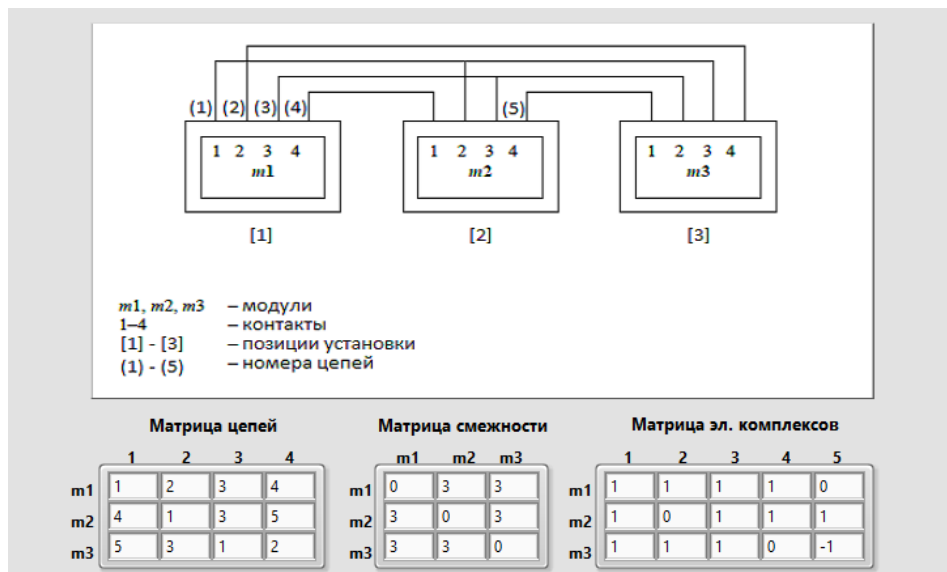 (1) (2) (3) (4) (5)
1 2 3 4 1 2 3 4 1 2 3 4
m1 m2 m3
[1] [2] [3]
m1, m2, m3 – модули
1–4 – контакты
[1] - [3] – позиции установки
(1) - (5) – номера цепей
Матрица цепей Матрица смежности Матрица эл. комплексов
1 2 3 4 m1 m2 m3 1 2 3 4 5
m1 1 2 3 4 m1 0 3 3 m1 1 1 1 1 0
m2 4 1 3 5 m2 3 0 3 m2 1 0 1 1 1
m3 5 3 1 2 m3 3 3 0 m3 1 1 1 0 -1